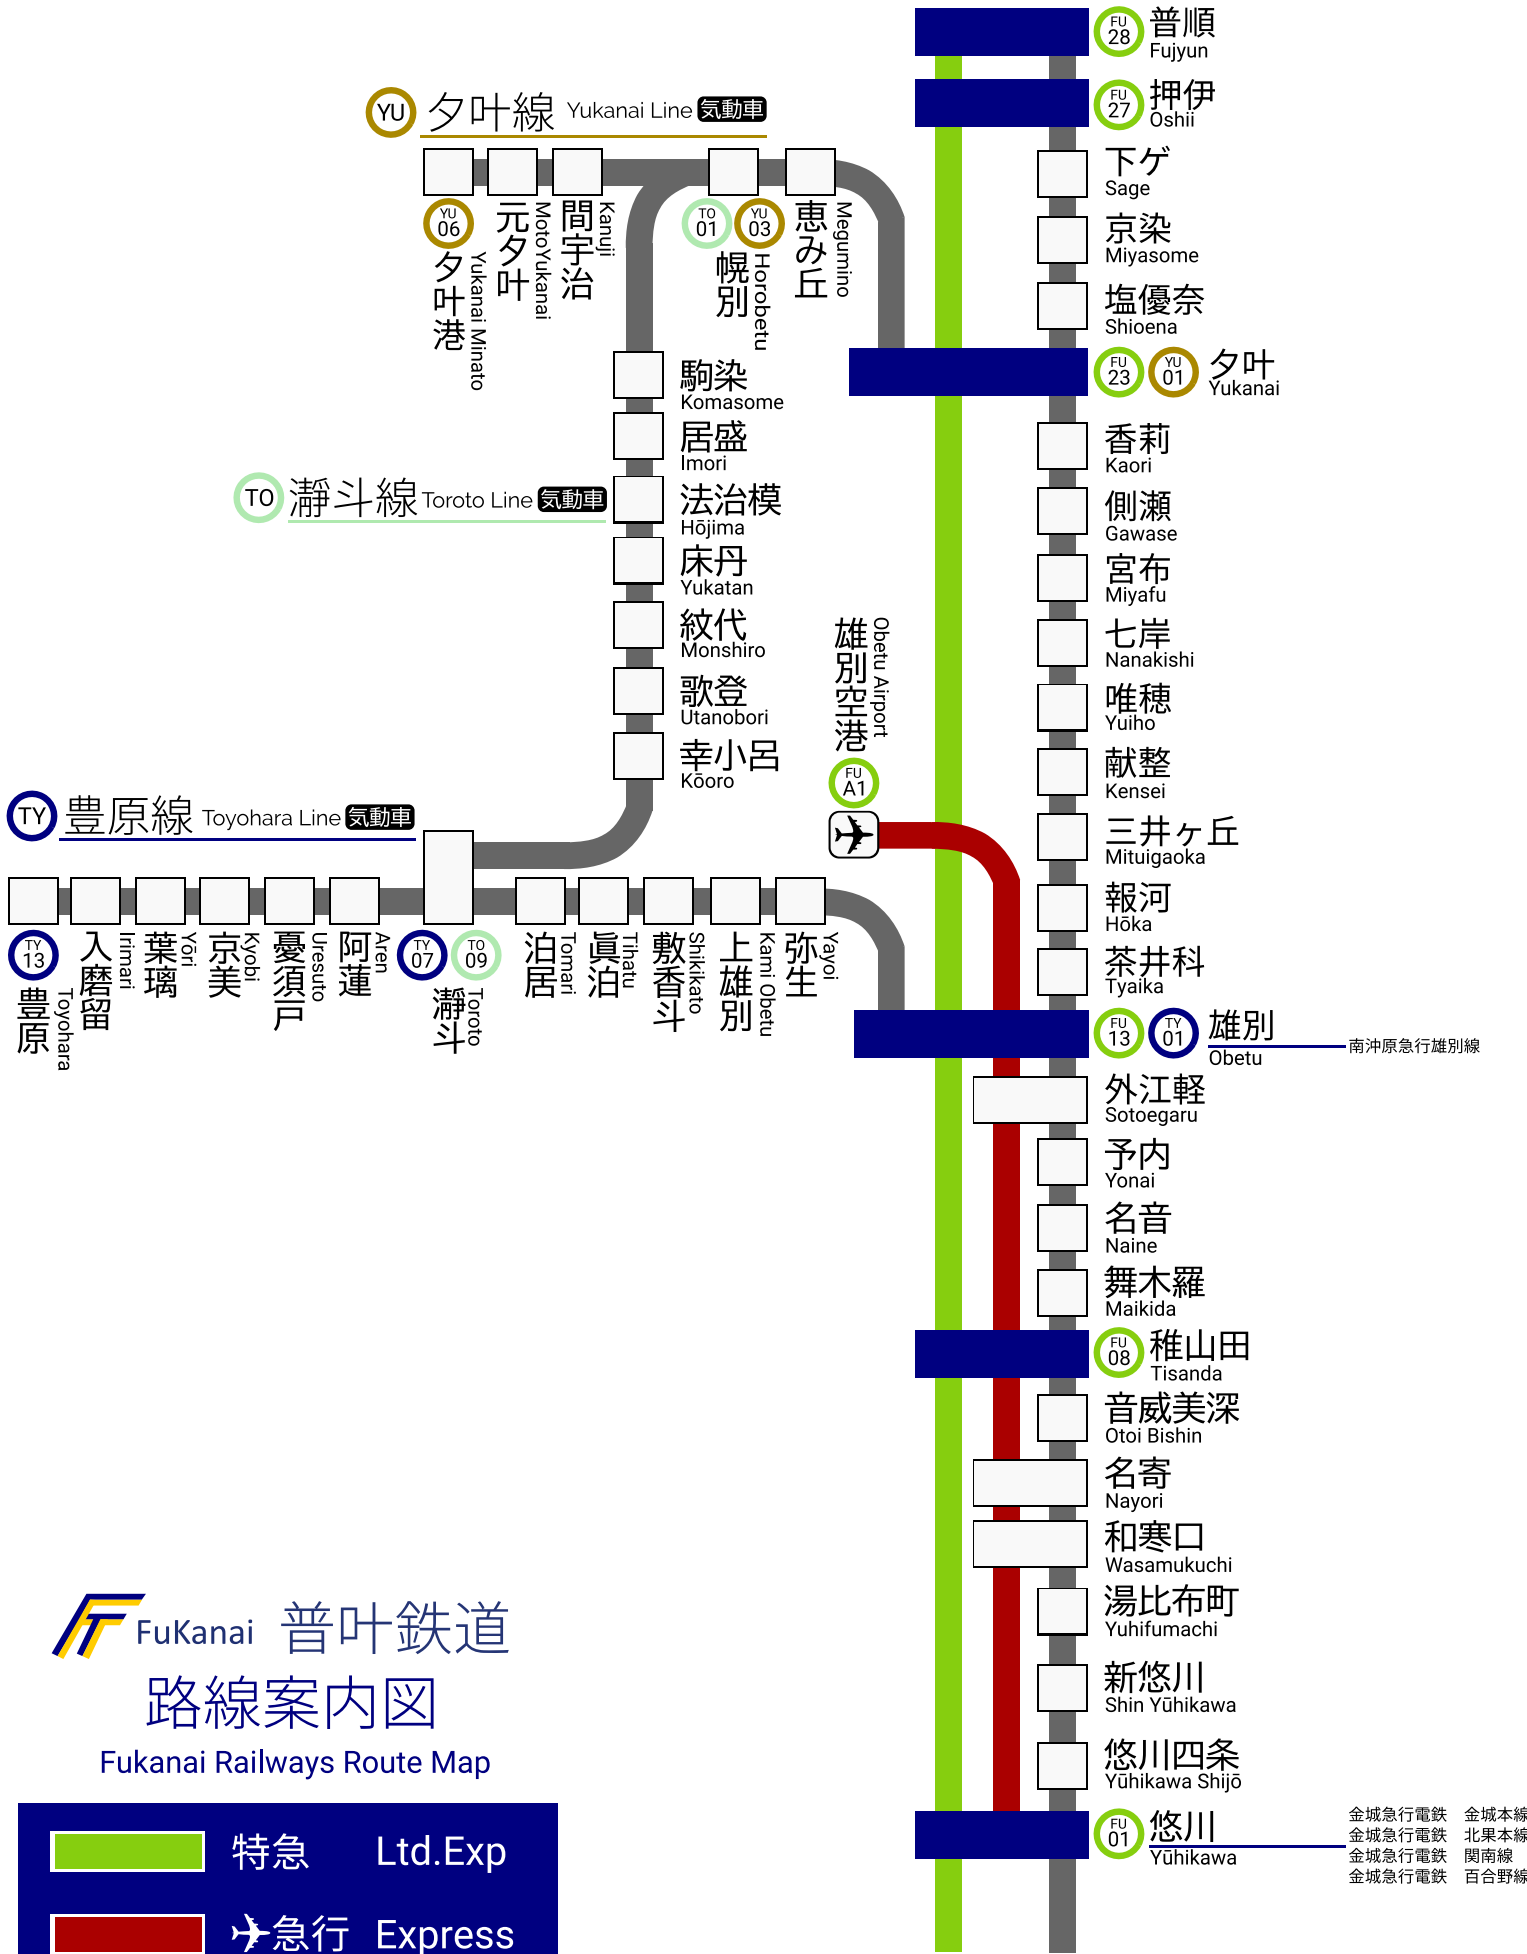 FU
28
普順
Fujyun
FU
27
押伊
Oshii
YU
夕叶線
Yukanai Line
気動車
下ゲ
Sage
京染
Miyasome
塩優奈
Shioena
YU
06
夕叶港
Yukanai Minato
元夕叶
MotoYukanai
間宇治
Kanuji
TO
01
YU
03
幌別
Horobetu
恵み丘
Megumino
FU
23
YU
01
夕叶
Yukanai
駒染
Komasome
居盛
Imori
TO
瀞斗線
Toroto Line
気動車
法治模
Hōjima
床丹
Yukatan
紋代
Monshiro
歌登
Utanobori
幸小呂
Kōoro
香莉
Kaori
側瀬
Gawase
宮布
Miyafu
七岸
Nanakishi
唯穂
Yuiho
献整
Kensei
三井ヶ丘
Mituigaoka
報河
Hōka
茶井科
Tyaika
雄別空港
Obetu Airport
FU
A1
TY
豊原線
Toyohara Line
気動車
TY
13
豊原
Toyohara
入磨留
Irimari
葉璃
Yōri
京美
Kyobi
憂須戸
Uresuto
阿蓮
Aren
TY
07
TO
09
瀞斗
Toroto
泊居
Tomari
眞泊
Tihatu
敷香斗
Shikikato
上雄別
Kami Obetu
弥生
Yayoi
FU
13
TY
01
雄別
Obetu
南沖原急行雄別線
外江軽
Sotoegaru
予内
Yonai
名音
Naine
舞木羅
Maikida
FU
08
稚山田
Tisanda
音威美深
Otoi Bishin
名寄
Nayori
和寒口
Wasamukuchi
湯比布町
Yuhifumachi
新悠川
Shin Yūhikawa
悠川四条
Yūhikawa Shijō
FU
01
悠川
Yūhikawa
金城急行電鉄 金城本線
金城急行電鉄 北果本線
金城急行電鉄 関南線
金城急行電鉄 百合野線
FuKanai 普叶鉄道
路線案内図
Fukanai Railways Route Map
特急 Ltd.Exp
急行 Express